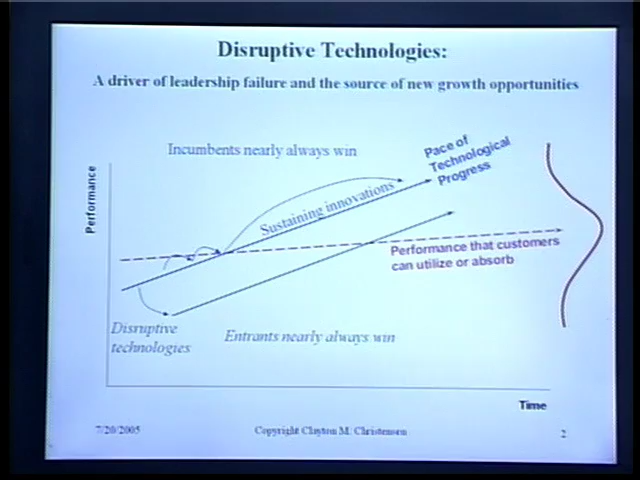 Disruptive Technologies:
A driver of leadership failure and the source of new growth opportunities
Incumbents nearly always win
Pace of
Technological
Progress
Performance
Sustaining innovations
Performance that customers
can utilize or absorb
Disruptive
technologies
Entrants nearly always win
Time
7/20/2005
Copyright Clayton M. Christensen
2